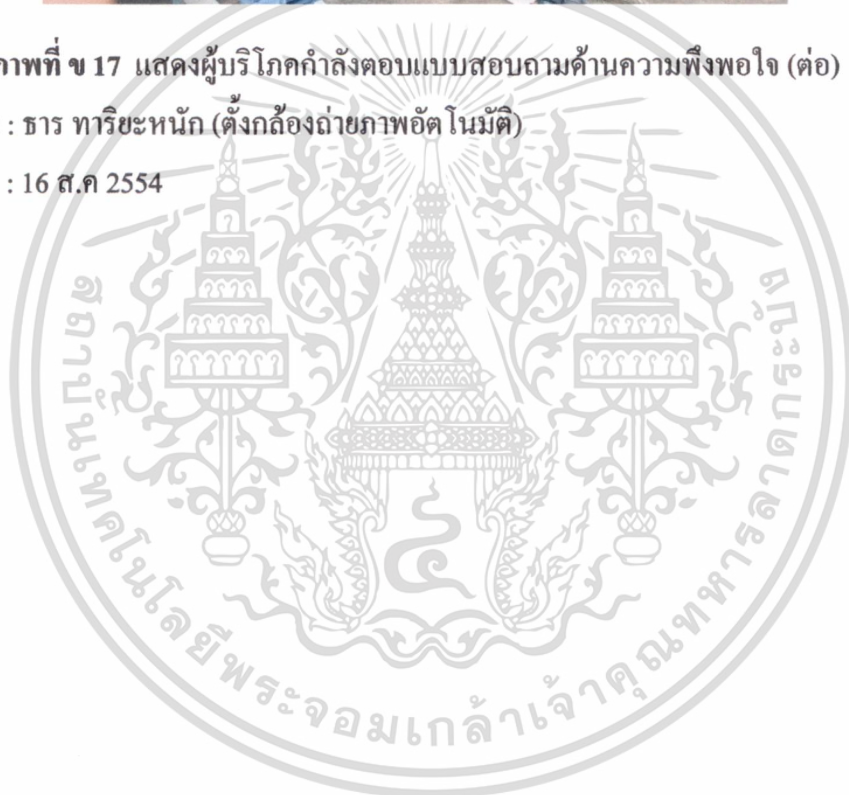 ภาพที่ ข 17 แสดงผู้บริโภคกำลังตอบแบบสอบถามด้านความพึงพอใจ (ต่อ)
: ธาร ทาริยะหนัก (ตั้งกล้องถ่ายภาพอัตโนมัติ)
: 16 ส.ค 2554
สถาบันเทคโนโลยีพระจอมเกล้าเจ้าคุณทหารลาดกระบัง